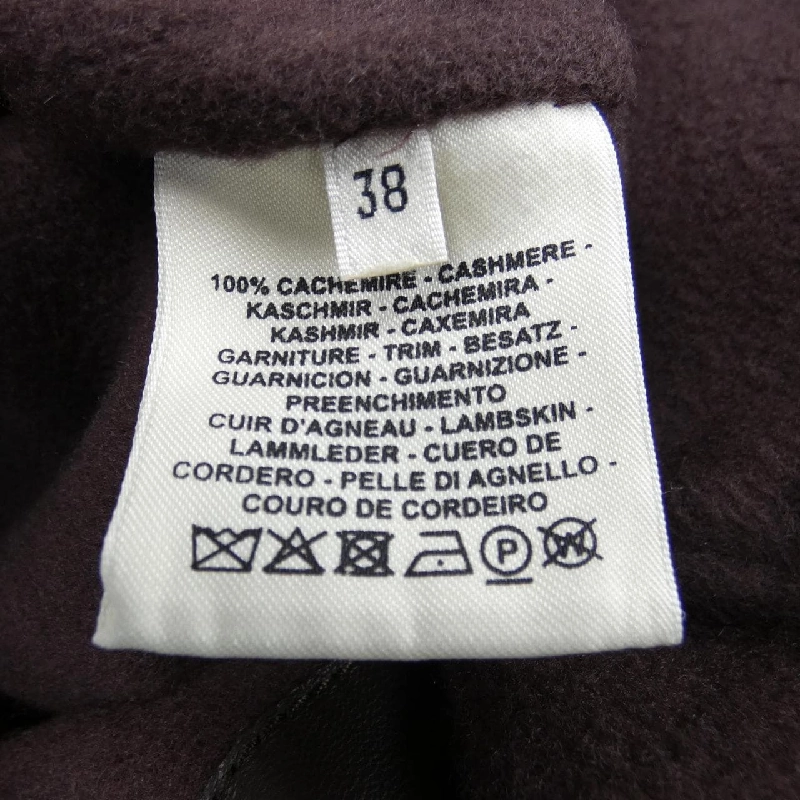 38
100% CACHEMIRE - CASHMERE -
KASCHMIR - CACHEMIRA -
KASHMIR - CAXEMIRA
GARNITURE - TRIM - BESATZ -
GUARNICION - GUARNIZIONE -
PREENCHIMENTO
CUIR D'AGNEAU - LAMBSKIN -
LAMMLEDER - CUERO DE
CORDERO - PELLE DI AGNELLO -
COURO DE CORDEIRO
P W